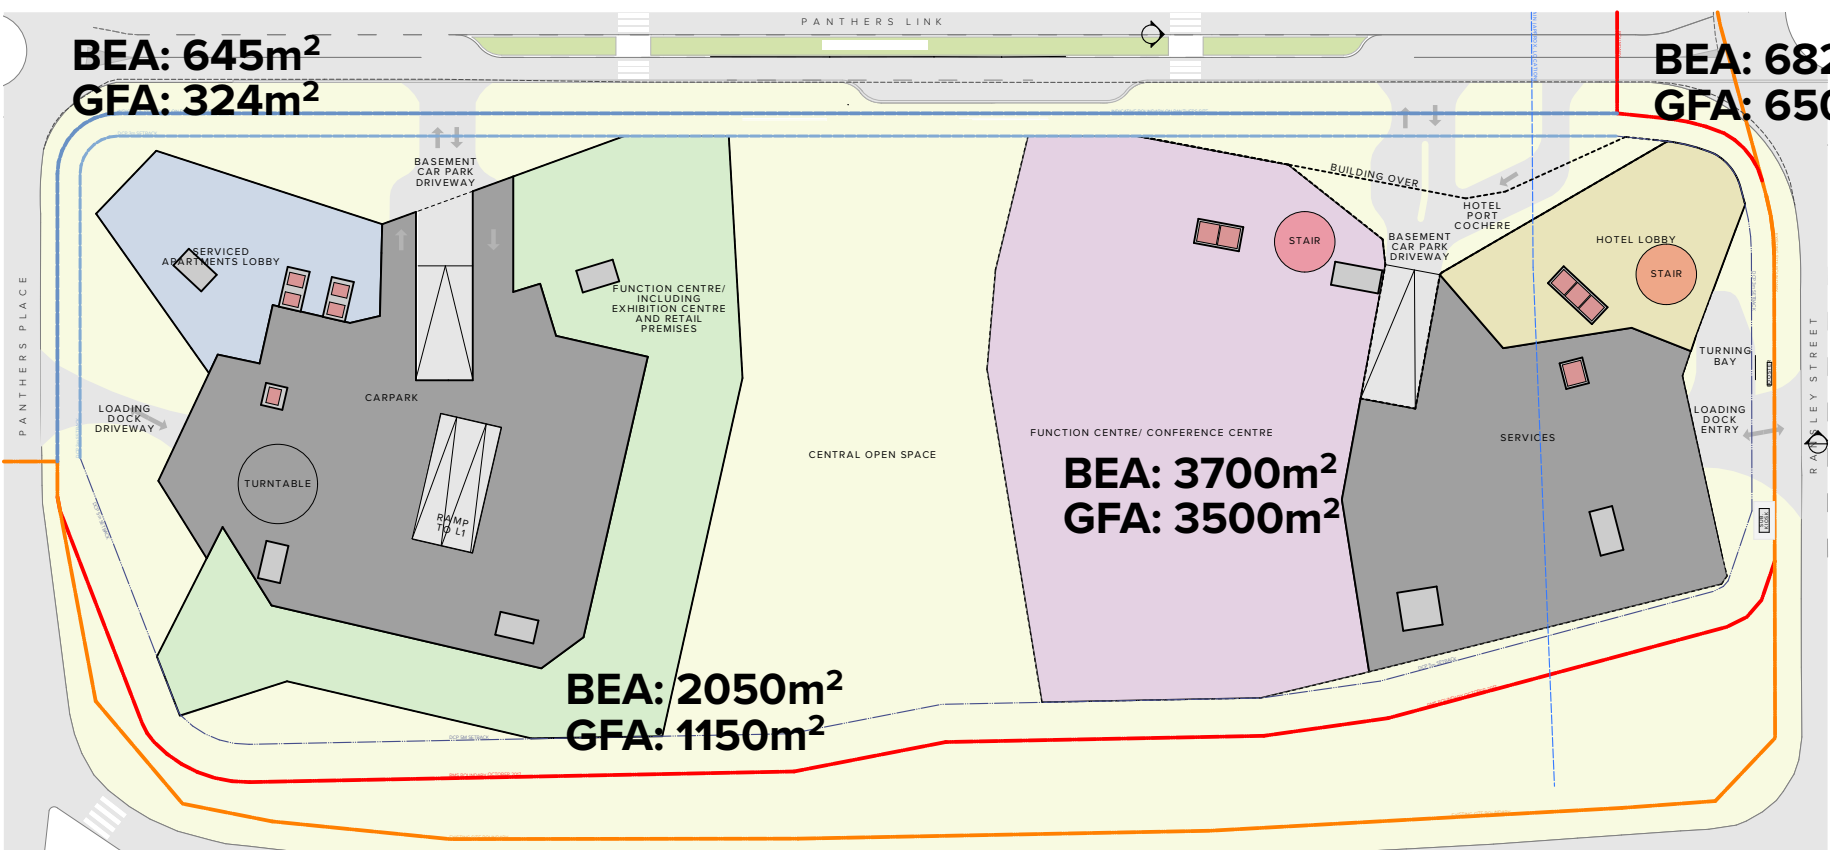 PANTHERS LINK
BEA: 645m²
GFA: 324m²
BEA: 682
GFA: 650
BASEMENT
CAR PARK
DRIVEWAY
BUILDING OVER
HOTEL
PORT
COCHERE
BASEMENT
CAR PARK
DRIVEWAY
HOTEL LOBBY
STAIR
STAIR
SERVICED
APARTMENTS LOBBY
FUNCTION CENTRE/
INCLUDING
EXHIBITION CENTRE
AND RETAIL
PREMISES
PANTHERS PLACE
RANSLEY STREET
TURNING
BAY
CARPARK
LOADING
DOCK
DRIVEWAY
LOADING
DOCK
ENTRY
FUNCTION CENTRE/ CONFERENCE CENTRE
SERVICES
CENTRAL OPEN SPACE
BEA: 3700m²
GFA: 3500m²
TURNTABLE
RAMP
TO L1
BEA: 2050m²
GFA: 1150m²